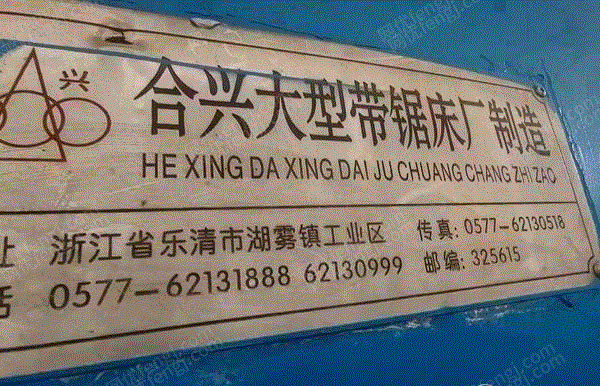 兴
合兴大型带锯床厂制造
HE XING DA XING DAI JU CHUANG CHANG ZHI ZAO
址 浙江省乐清市湖雾镇工业区 传真: 0577-62130518
话 0577-62131888 62130999 邮编: 325615